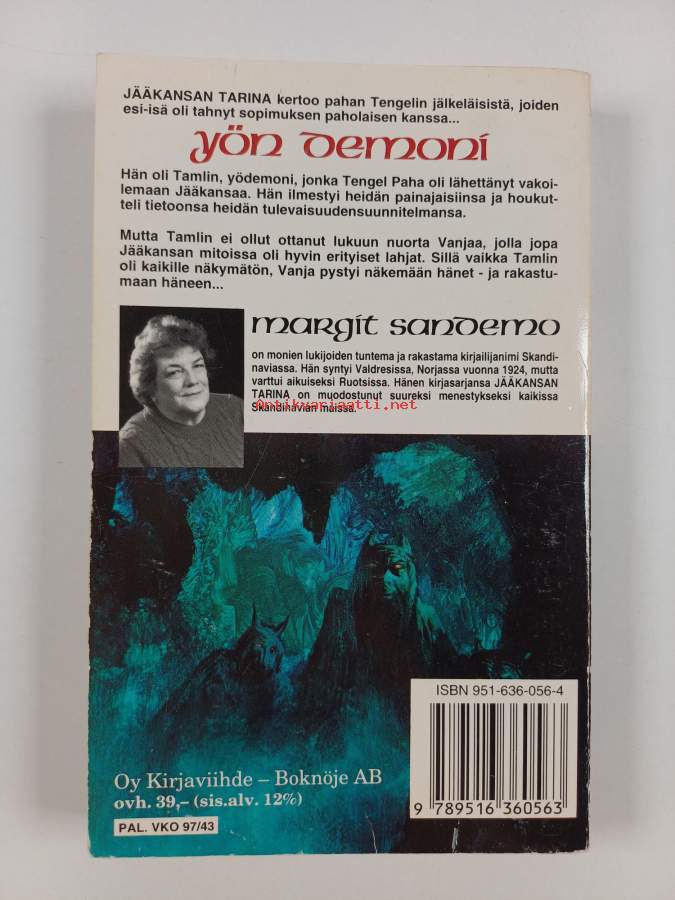 JÄÄKANSAN TARINA kertoo pahan Tengelin jälkeläisistä, joiden
esi-isä oli tahnyt sopimuksen paholaisen kanssa...
yön demoni
Hän oli Tamlin, yödemoni, jonka Tengel Paha oli lähettänyt vakoi-
lemaan Jääkansaa. Hän ilmestyi heidän painajaisiinsa ja houkut-
teli tietoonsa heidän tulevaisuudensuunnitelmansa.
Mutta Tamlin ei ollut ottanut lukuun nuorta Vanjaa, jolla jopa
Jääkansan mitoissa oli hyvin erityiset lahjat. Sillä vaikka Tamlin
oli kaikille näkymätön, Vanja pystyi näkemään hänet - ja rakastu-
maan häneen...
margit sandemo
on monien lukijoiden tuntema ja rakastama kirjailijanimi Skandi-
naviassa. Hän syntyi Valdresissa, Norjassa vuonna 1924, mutta
varttui aikuiseksi Ruotsissa. Hänen kirjasarjansa JÄÄKANSAN
TARINA on muodostunut suureksi menestykseksi kaikissa
Skandinavian maissa.
Antikvariaatti.net
ISBN 951-636-056-4
9 789516 360563
Oy Kirjaviihde – Boknöje AB
ovh. 39,– (sis.alv. 12%)
PAL. VKO 97/43